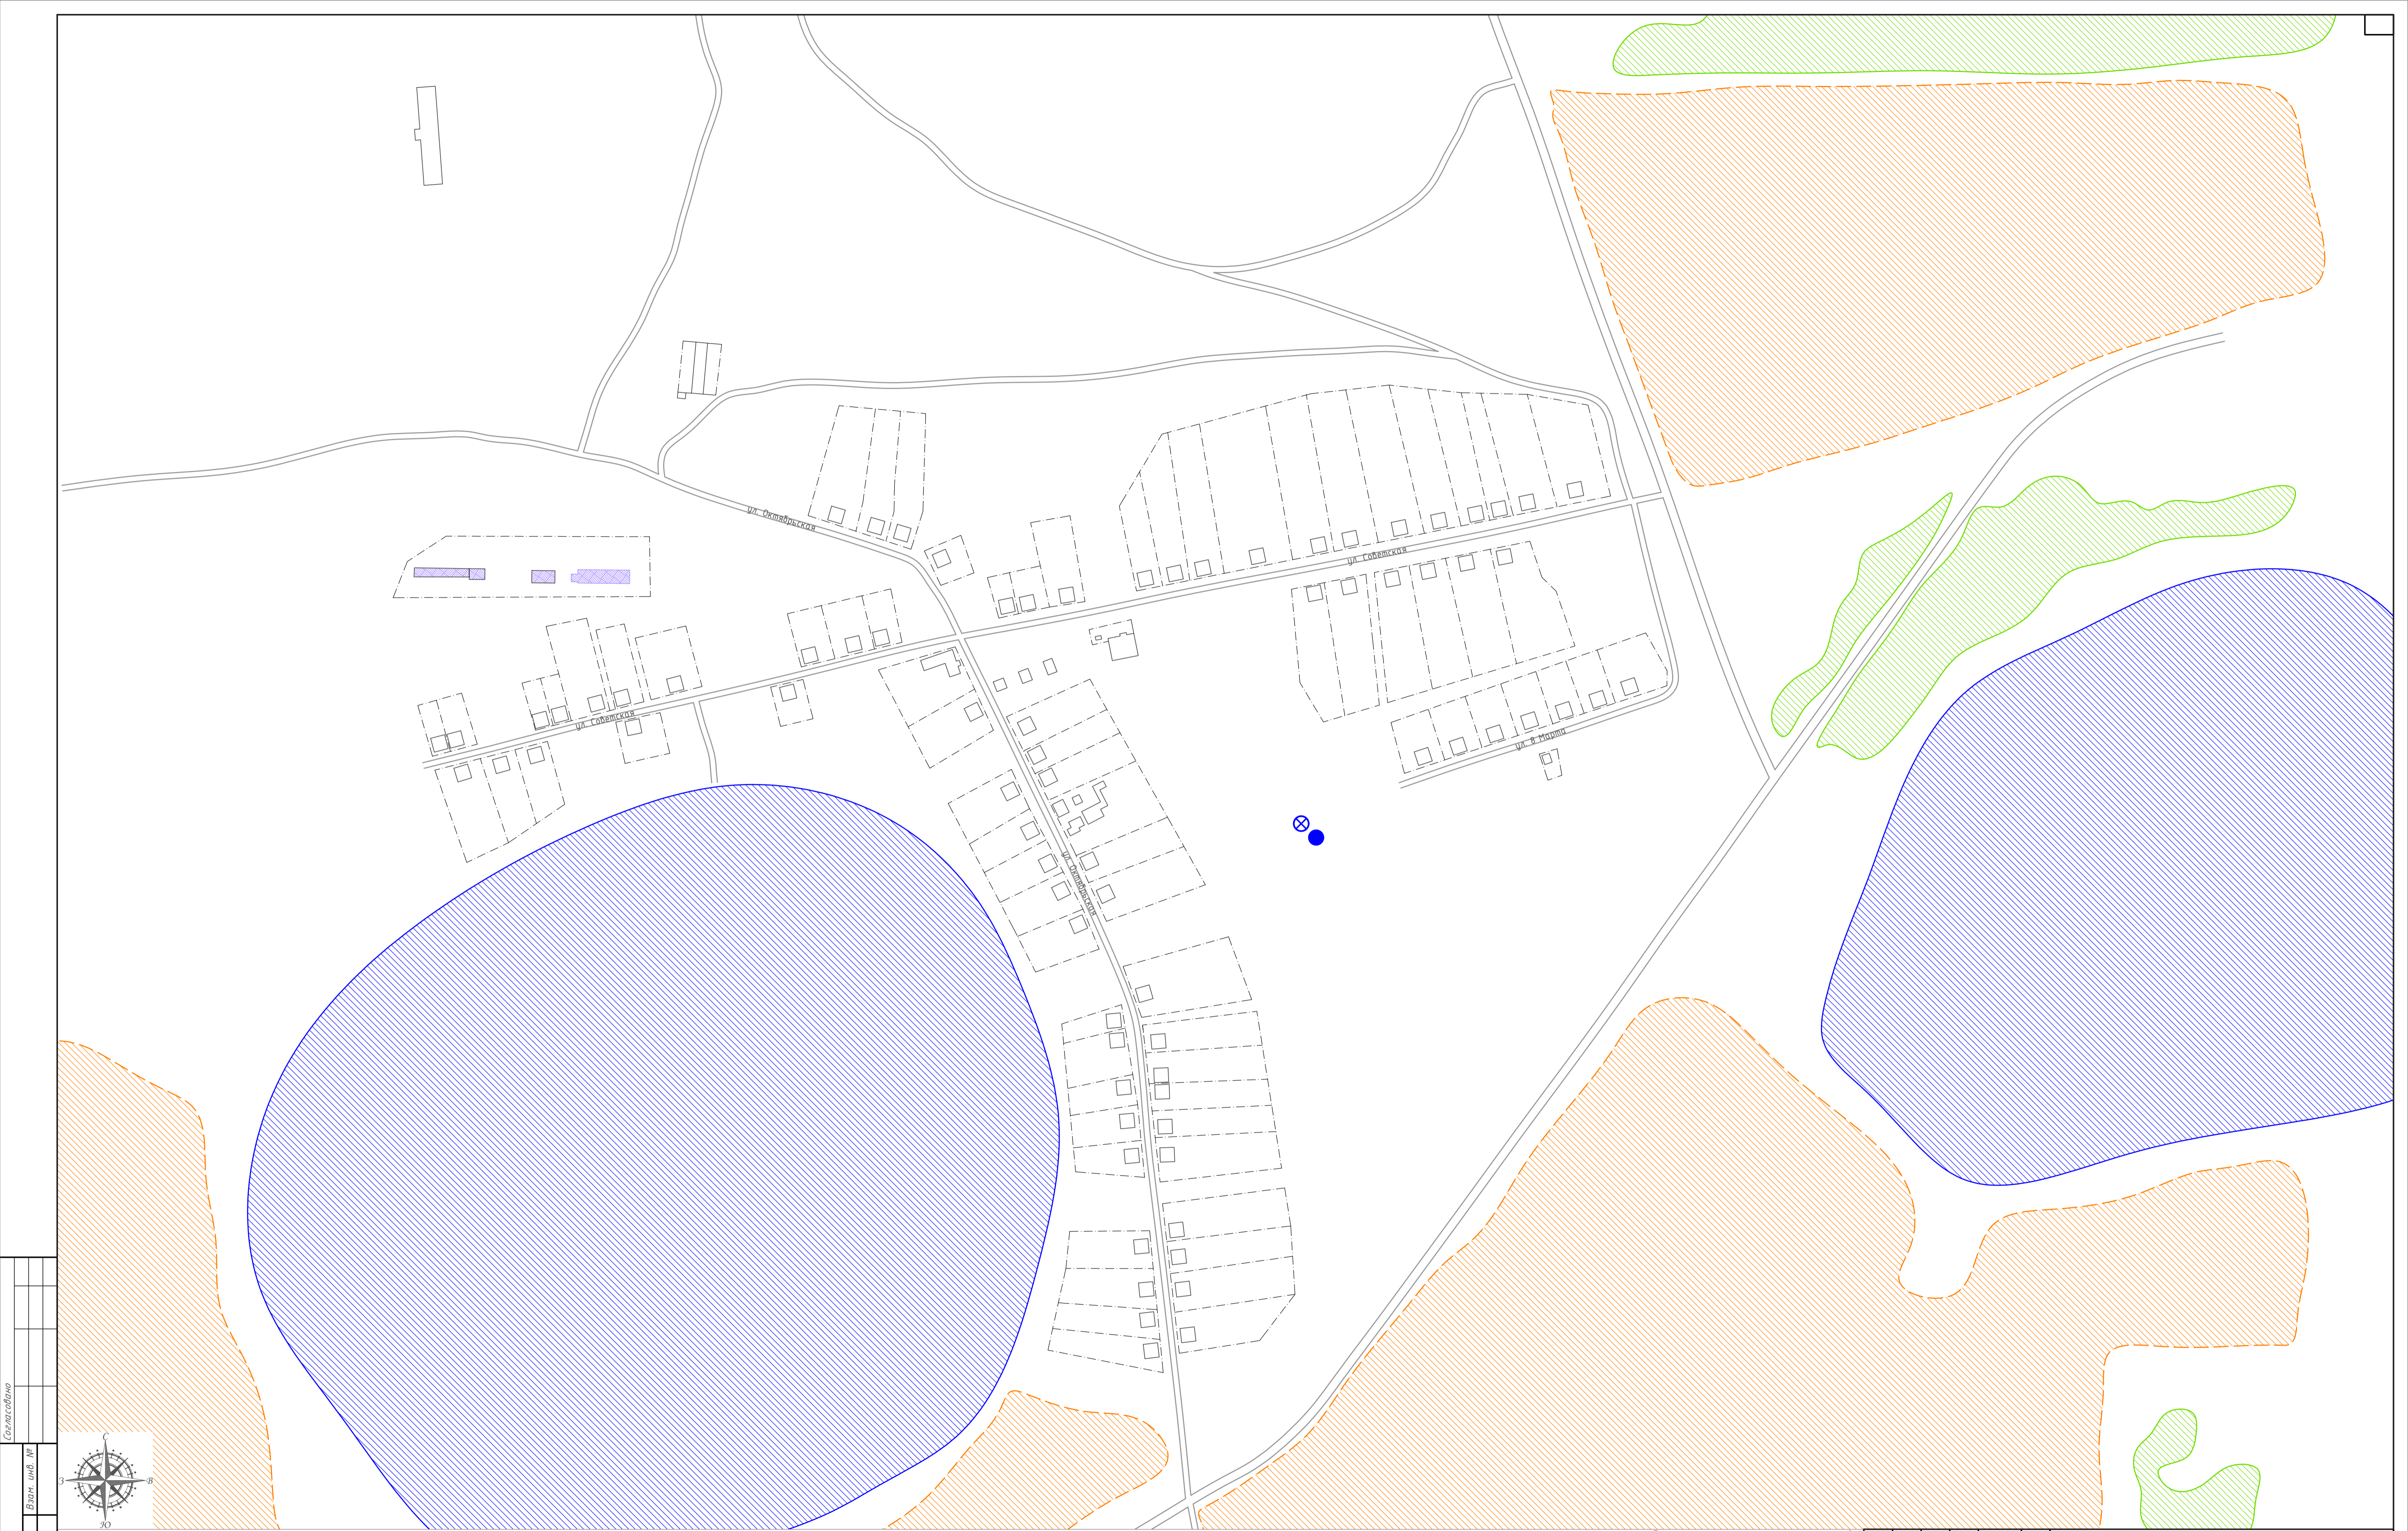 ул. Октябрьская
ул. Советская
ул. Советская
ул. 8 Марта
ул. Октябрьская
Согласовано
Взам. инв. №
С
З
В
Ю